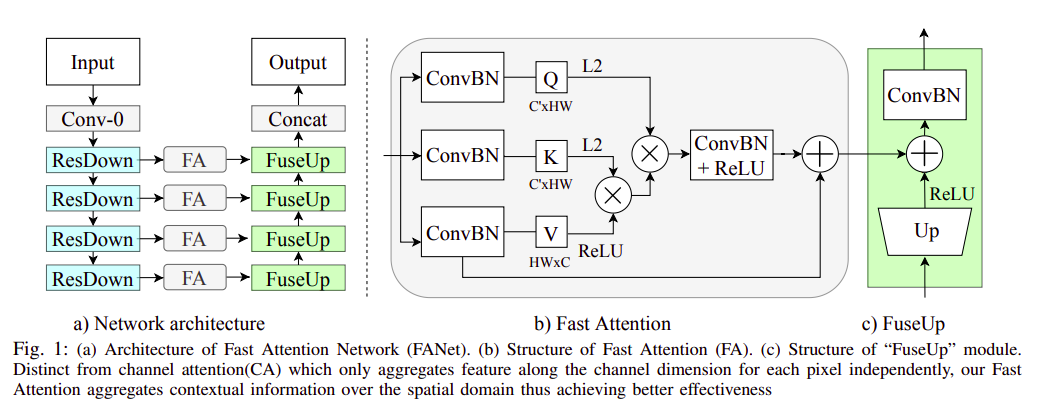 Input
Output
Conv-0
Concat
ResDown
FA
FuseUp
ResDown
FA
FuseUp
ResDown
FA
FuseUp
ResDown
FA
FuseUp
a) Network architecture
ConvBN
Q
L2
C'xHW
ConvBN
K
L2
C'xHW
ConvBN
V
ReLU
HWxC
ConvBN
+ ReLU
b) Fast Attention
ConvBN
ReLU
Up
c) FuseUp
Fig. 1: (a) Architecture of Fast Attention Network (FANet). (b) Structure of Fast Attention (FA). (c) Structure of “FuseUp” module.
Distinct from channel attention(CA) which only aggregates feature along the channel dimension for each pixel independently, our Fast
Attention aggregates contextual information over the spatial domain thus achieving better effectiveness